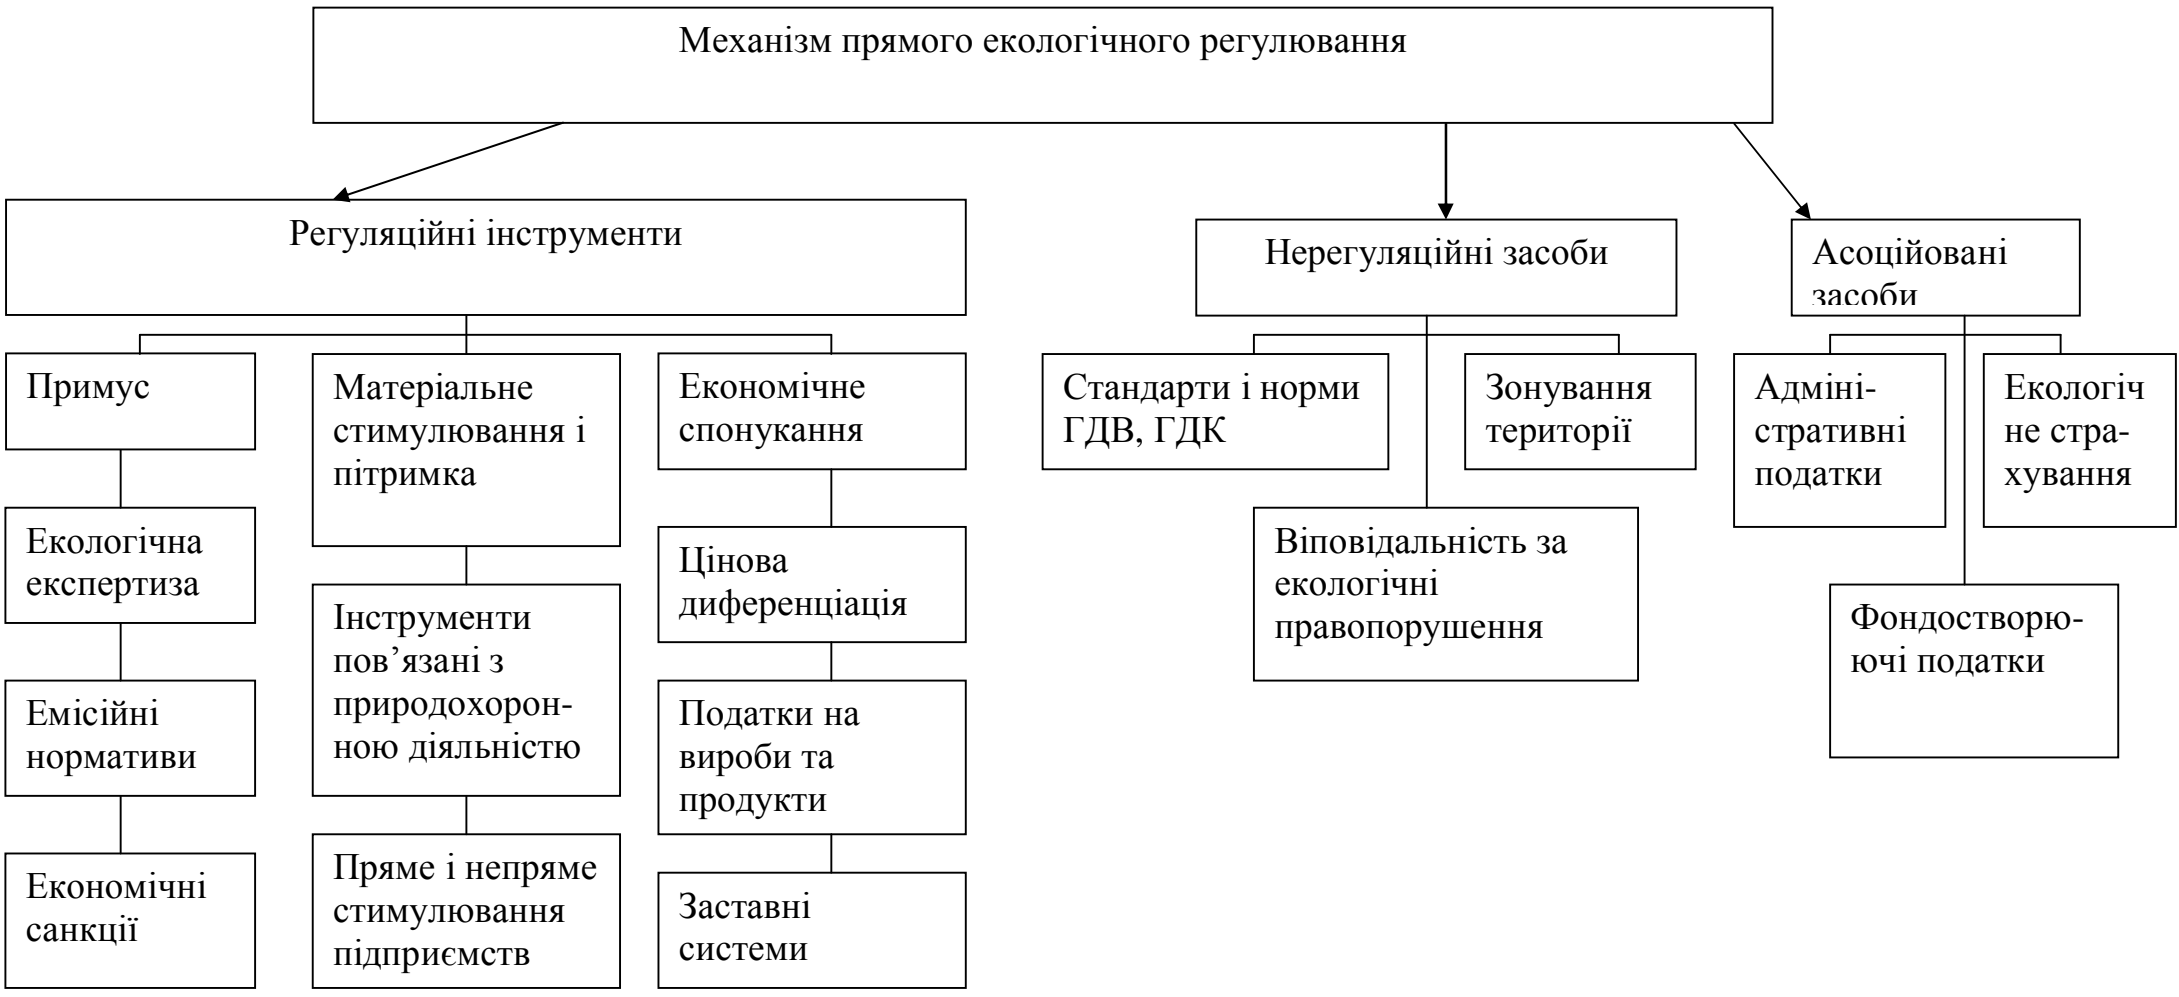 Механізм прямого екологічного регулювання
Регуляційні інструменти
Нерегуляційні засоби
Асоційовані
засоби
Примус
Екологічна
експертиза
Емісійні
нормативи
Економічні
санкції
Матеріальне
стимулювання і
пітримка
Інструменти
пов’язані з
природохорон-
ною діяльністю
Пряме і непряме
стимулювання
підприємств
Економічне
спонукання
Цінова
диференціація
Податки на
вироби та
продукти
Заставні
системи
Стандарти і норми
ГДВ, ГДК
Віповідальність за
екологічні
правопорушення
Зонування
території
Адміні-
стративні
податки
Фондостворю-
ючі податки
Екологіч
не стра-
хування